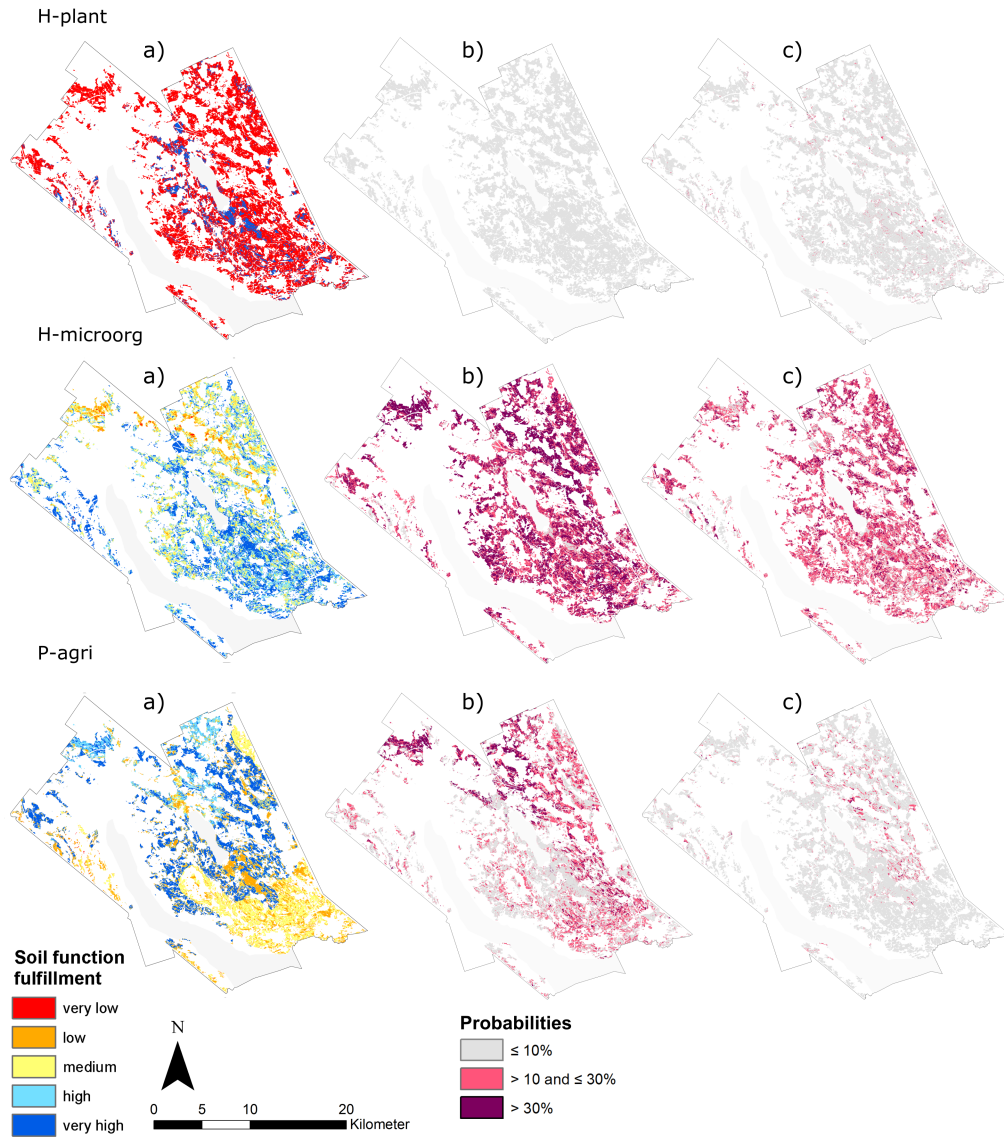 H-plant
a) b) c)
H-microorg
a) b) c)
P-agri
a) b) c)
Soil function
fulfillment
very low
low
medium
high
very high
N
0 5 10 20
Kilometer
Probabilities
≤ 10%
> 10 and ≤ 30%
> 30%